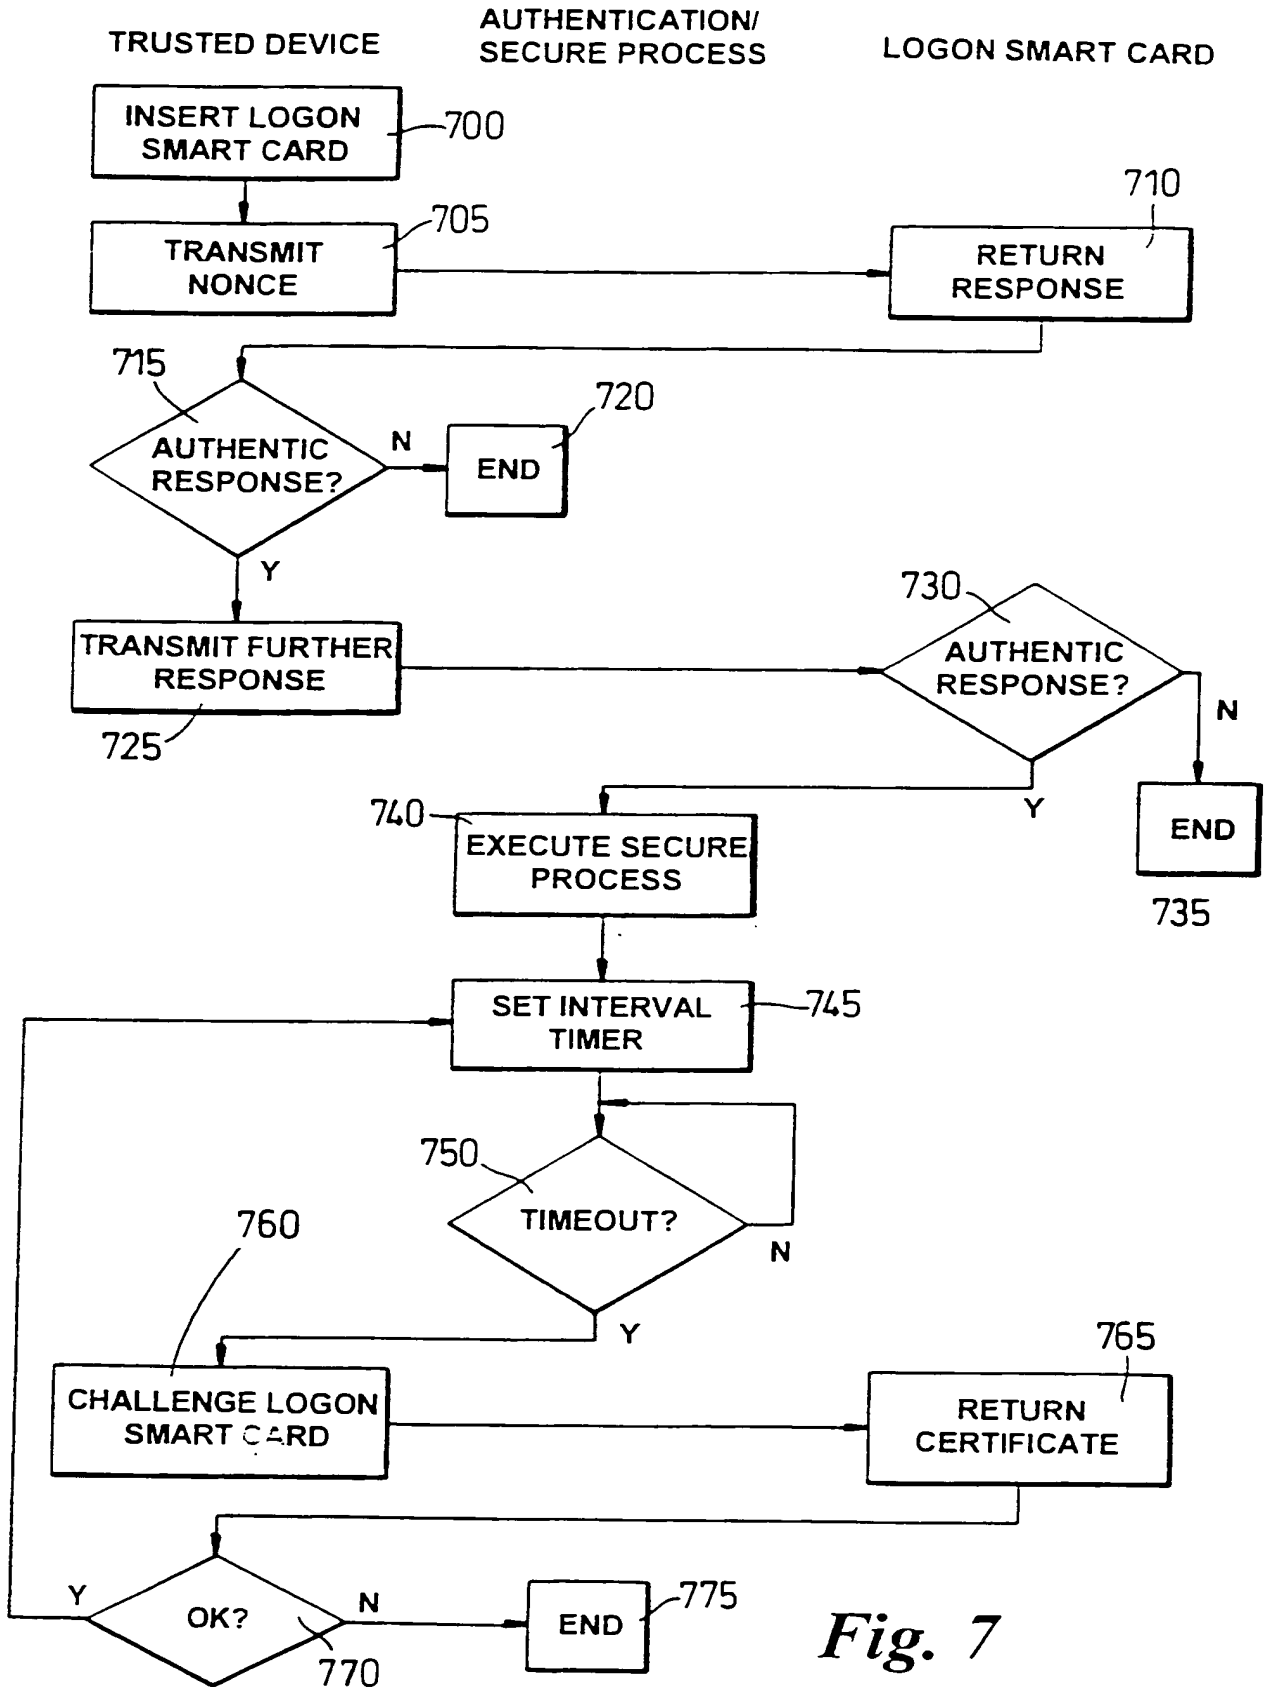 TRUSTED DEVICE
AUTHENTICATION/
SECURE PROCESS
LOGON SMART CARD
INSERT LOGON
SMART CARD
700
TRANSMIT
NONCE
705
710
RETURN
RESPONSE
715
AUTHENTIC
RESPONSE?
N
720
END
Y
TRANSMIT FURTHER
RESPONSE
725
730
AUTHENTIC
RESPONSE?
N
Y
END
735
740
EXECUTE SECURE
PROCESS
SET INTERVAL
TIMER
745
750
TIMEOUT?
N
Y
760
CHALLENGE LOGON
SMART CARD
765
RETURN
CERTIFICATE
Y
OK?
N
770
END
775
Fig. 7